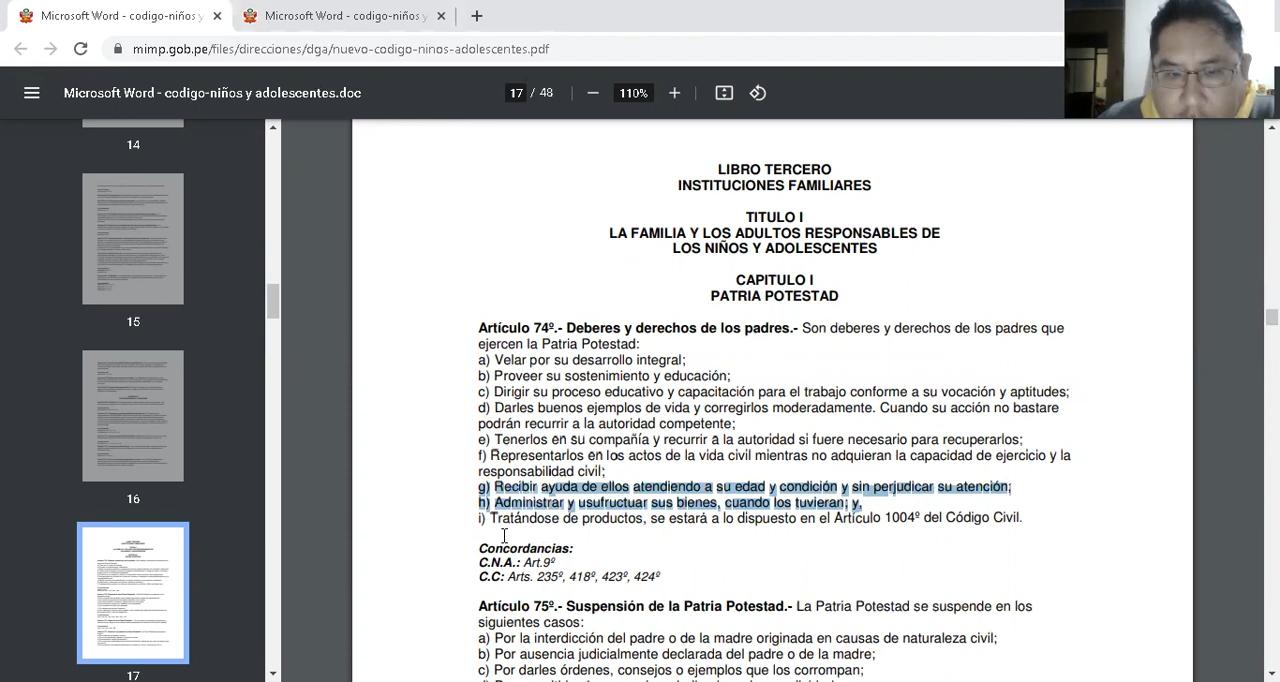 Microsoft Word - codigo-niños y
Microsoft Word - codigo-niños y
mimp.gob.pe/files/direcciones/dga/nuevo-codigo-ninos-adolescentes.pdf
Microsoft Word - codigo-niños y adolescentes.doc
17 / 48
110%
14
15
16
17
LIBRO TERCERO
INSTITUCIONES FAMILIARES
TITULO I
LA FAMILIA Y LOS ADULTOS RESPONSABLES DE
LOS NIÑOS Y ADOLESCENTES
CAPITULO I
PATRIA POTESTAD
Artículo 74º.- Deberes y derechos de los padres.- Son deberes y derechos de los padres que
ejercen la Patria Potestad:
a) Velar por su desarrollo integral;
b) Proveer su sostenimiento y educación;
c) Dirigir su proceso educativo y capacitación para el trabajo conforme a su vocación y aptitudes;
d) Darles buenos ejemplos de vida y corregirlos moderadamente. Cuando su acción no bastare
podrán recurrir a la autoridad competente;
e) Tenerlos en su compañía y recurrir a la autoridad si fuere necesario para recuperarlos;
f) Representarlos en los actos de la vida civil mientras no adquieran la capacidad de ejercicio y la
responsabilidad civil;
g) Recibir ayuda de ellos atendiendo a su edad y condición y sin perjudicar su atención;
h) Administrar y usufructuar sus bienes, cuando los tuvieran; y,
i) Tratándose de productos, se estará a lo dispuesto en el Artículo 1004º del Código Civil.
Concordancias:
C.N.A.:
C.C: Arts. 423º, 424º
Artículo - Suspensión de la Patria Potestad.- La Patria Potestad se suspende en los
siguientes casos:
a) Por la interdicción del padre o de la madre originada en causas de naturaleza civil;
b) Por ausencia judicialmente declarada del padre o de la madre;
c) Por darles órdenes, consejos o ejemplos que los corrompan;